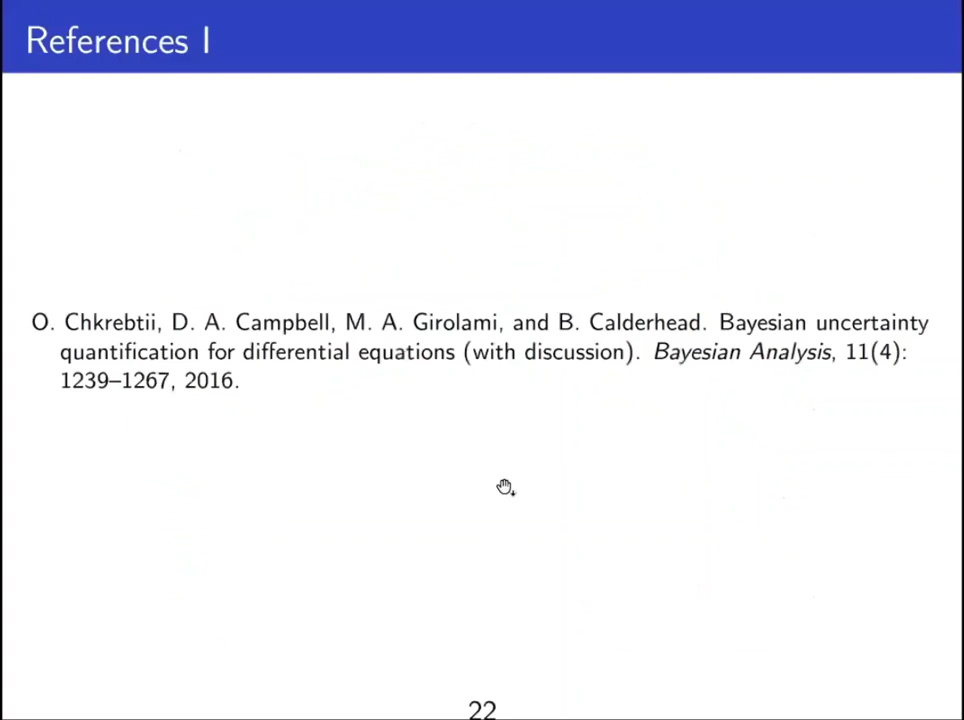 References I
O. Chkrebtii, D. A. Campbell, M. A. Girolami, and B. Calderhead. Bayesian uncertainty
quantification for differential equations (with discussion). Bayesian Analysis, 11(4):
1239–1267, 2016.
22